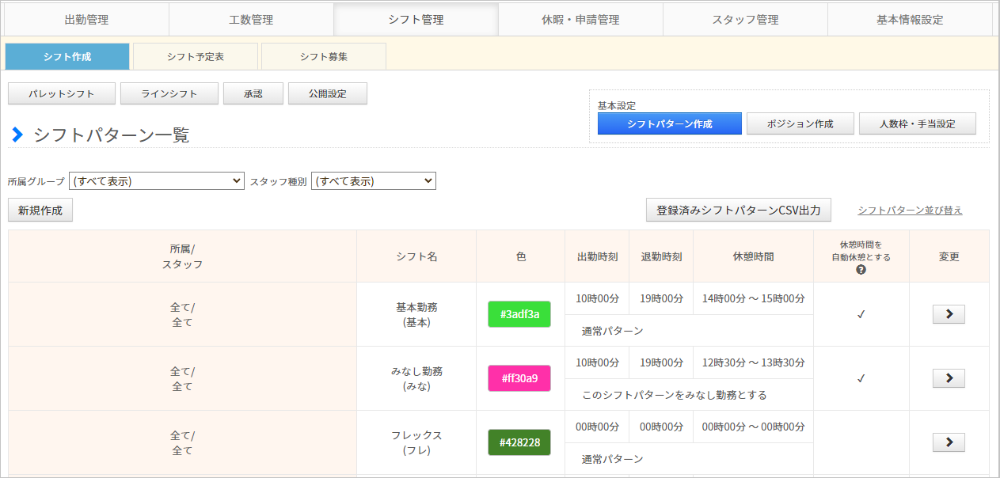 出勤管理
工数管理
シフト管理
休暇・申請管理
スタッフ管理
基本情報設定
シフト作成
シフト予定表
シフト募集
パレットシフト
ラインシフト
承認
公開設定
基本設定
シフトパターン作成
ポジション作成
人数枠・手当設定
シフトパターン一覧
所属グループ (すべて表示) スタッフ種別 (すべて表示)
新規作成
登録済みシフトパターンCSV出力
シフトパターン並び替え
所属/
スタッフ
シフト名
色
出勤時刻
退勤時刻
休憩時間
休憩時間を
自動休憩とする
?
変更
全て/
全て
基本勤務
(基本)
#3adf3a
10時00分
19時00分
14時00分 ～ 15時00分
通常パターン
✓
全て/
全て
みなし勤務
(みな)
#ff30a9
10時00分
19時00分
12時30分 ～ 13時30分
このシフトパターンをみなし勤務とする
✓
全て/
全て
フレックス
(フレ)
#428228
00時00分
00時00分
00時00分 ～ 00時00分
通常パターン